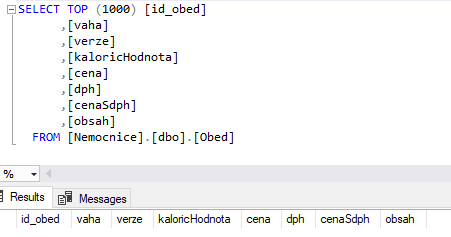 SELECT TOP (1000) [id_obed]
,[vaha]
,[verze]
,[kaloricHodnota]
,[cena]
,[dph]
,[cenaSdph]
,[obsah]
FROM [Nemocnice].[dbo].[Obed]
%
Results Messages
id_obed vaha verze kaloricHodnota cena dph cenaSdph obsah